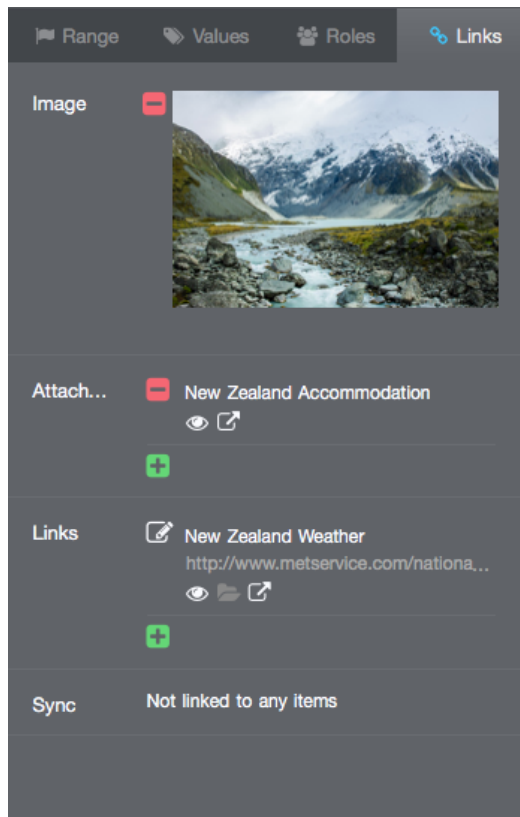 Range Values Roles Links
Image
Attach... New Zealand Accommodation
Links New Zealand Weather
http://www.metservice.com/nationa...
Sync Not linked to any items